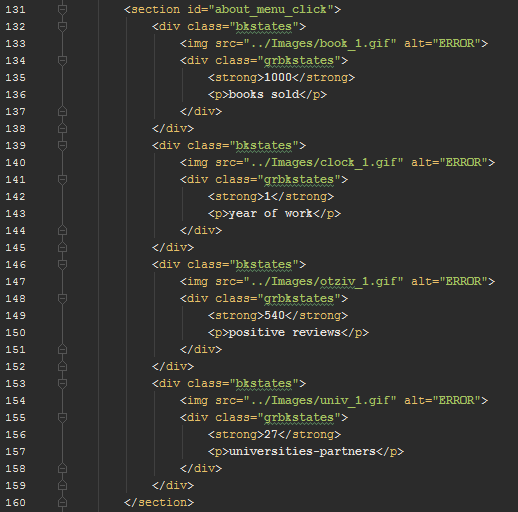 131 <section id="about_menu_click">
132 <div class="bkstates">
133 <img src="../Images/book_1.gif" alt="ERROR">
134 <div class="grbkstates">
135 <strong>1000</strong>
136 <p>books sold</p>
137 </div>
138 </div>
139 <div class="bkstates">
140 <img src="../Images/clock_1.gif" alt="ERROR">
141 <div class="grbkstates">
142 <strong>1</strong>
143 <p>year of work</p>
144 </div>
145 </div>
146 <div class="bkstates">
147 <img src="../Images/otziv_1.gif" alt="ERROR">
148 <div class="grbkstates">
149 <strong>540</strong>
150 <p>positive reviews</p>
151 </div>
152 </div>
153 <div class="bkstates">
154 <img src="../Images/univ_1.gif" alt="ERROR">
155 <div class="grbkstates">
156 <strong>27</strong>
157 <p>universities-partners</p>
158 </div>
159 </div>
160 </section>